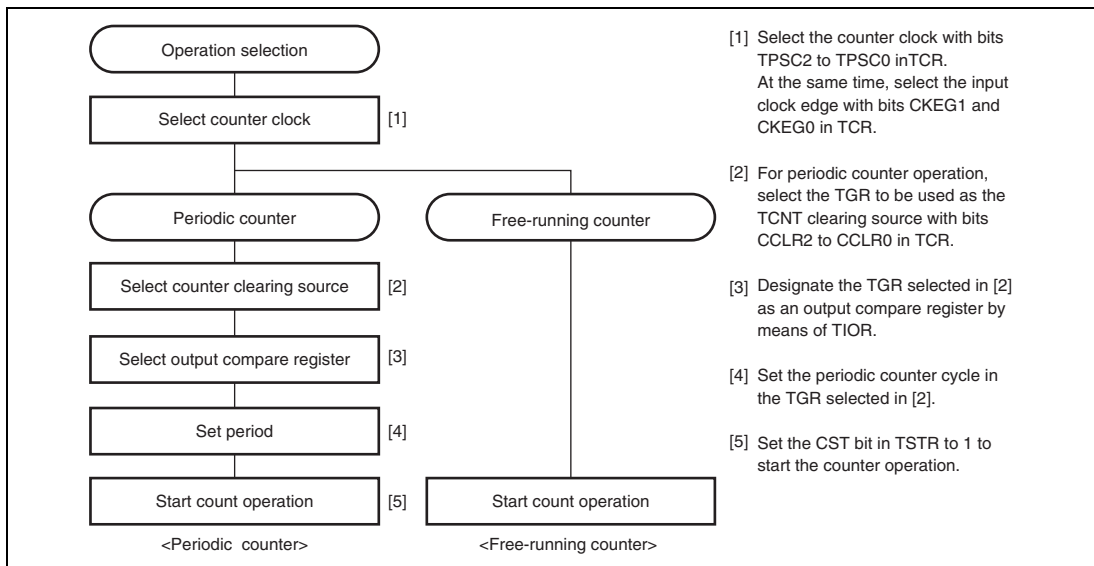 Operation selection
Select counter clock
[1]
Periodic counter
Free-running counter
Select counter clearing source
[2]
Select output compare register
[3]
Set period
[4]
Start count operation
[5]
Start count operation
<Periodic counter>
<Free-running counter>
[1] Select the counter clock with bits
TPSC2 to TPSC0 inTCR.
At the same time, select the input
clock edge with bits CKEG1 and
CKEG0 in TCR.
[2] For periodic counter operation,
select the TGR to be used as the
TCNT clearing source with bits
CCLR2 to CCLR0 in TCR.
[3] Designate the TGR selected in [2]
as an output compare register by
means of TIOR.
[4] Set the periodic counter cycle in
the TGR selected in [2].
[5] Set the CST bit in TSTR to 1 to
start the counter operation.